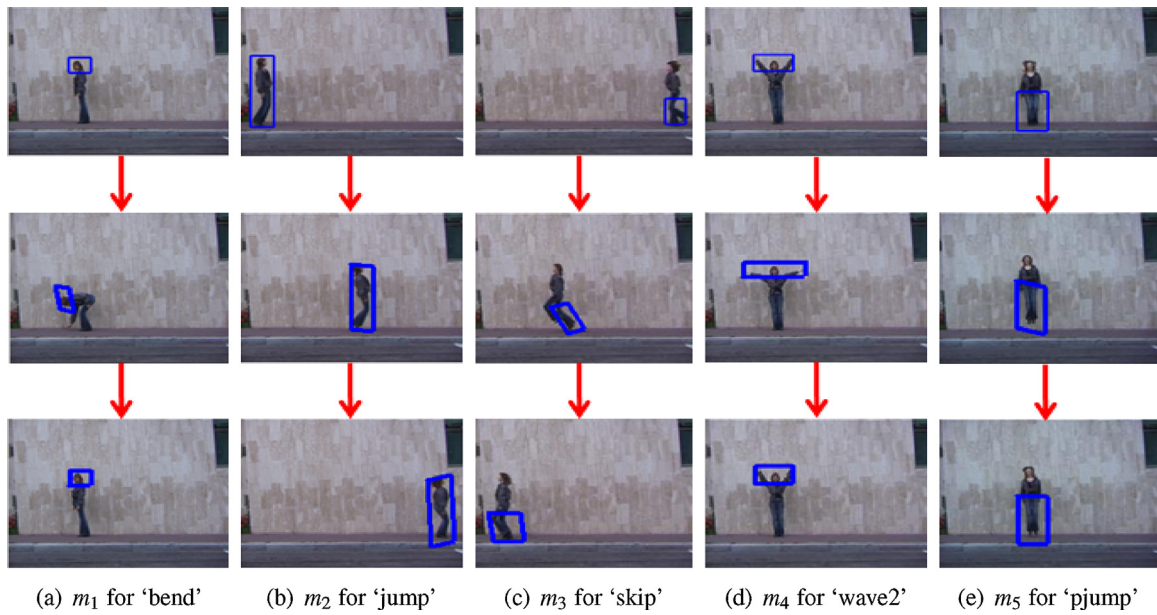 (a) m₁ for ‘bend’
(b) m₂ for ‘jump’
(c) m₃ for ‘skip’
(d) m₄ for ‘wave2’
(e) m₅ for ‘pjump’